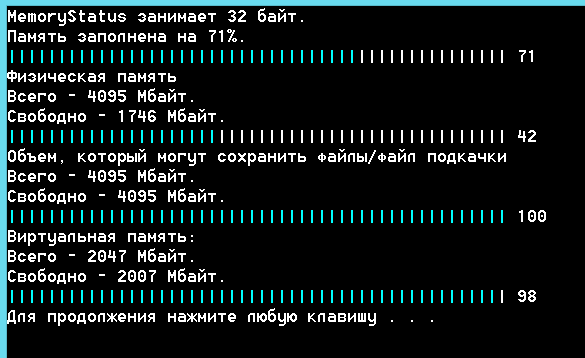 MemoryStatus занимает 32 байт.
Память заполнена на 71%.
|||||||||||||||||||||||||||||||||||||||||||||||||| 71
Физическая память
Всего - 4095 Мбайт.
Свободно - 1746 Мбайт.
|||||||||||||||||||||||||||||||||||||||||||||||||| 42
Объем, который могут сохранить файлы/файл подкачки
Всего - 4095 Мбайт.
Свободно - 4095 Мбайт.
|||||||||||||||||||||||||||||||||||||||||||||||||| 100
Виртуальная память:
Всего - 2047 Мбайт.
Свободно - 2007 Мбайт.
|||||||||||||||||||||||||||||||||||||||||||||||||| 98
Для продолжения нажмите любую клавишу . . .